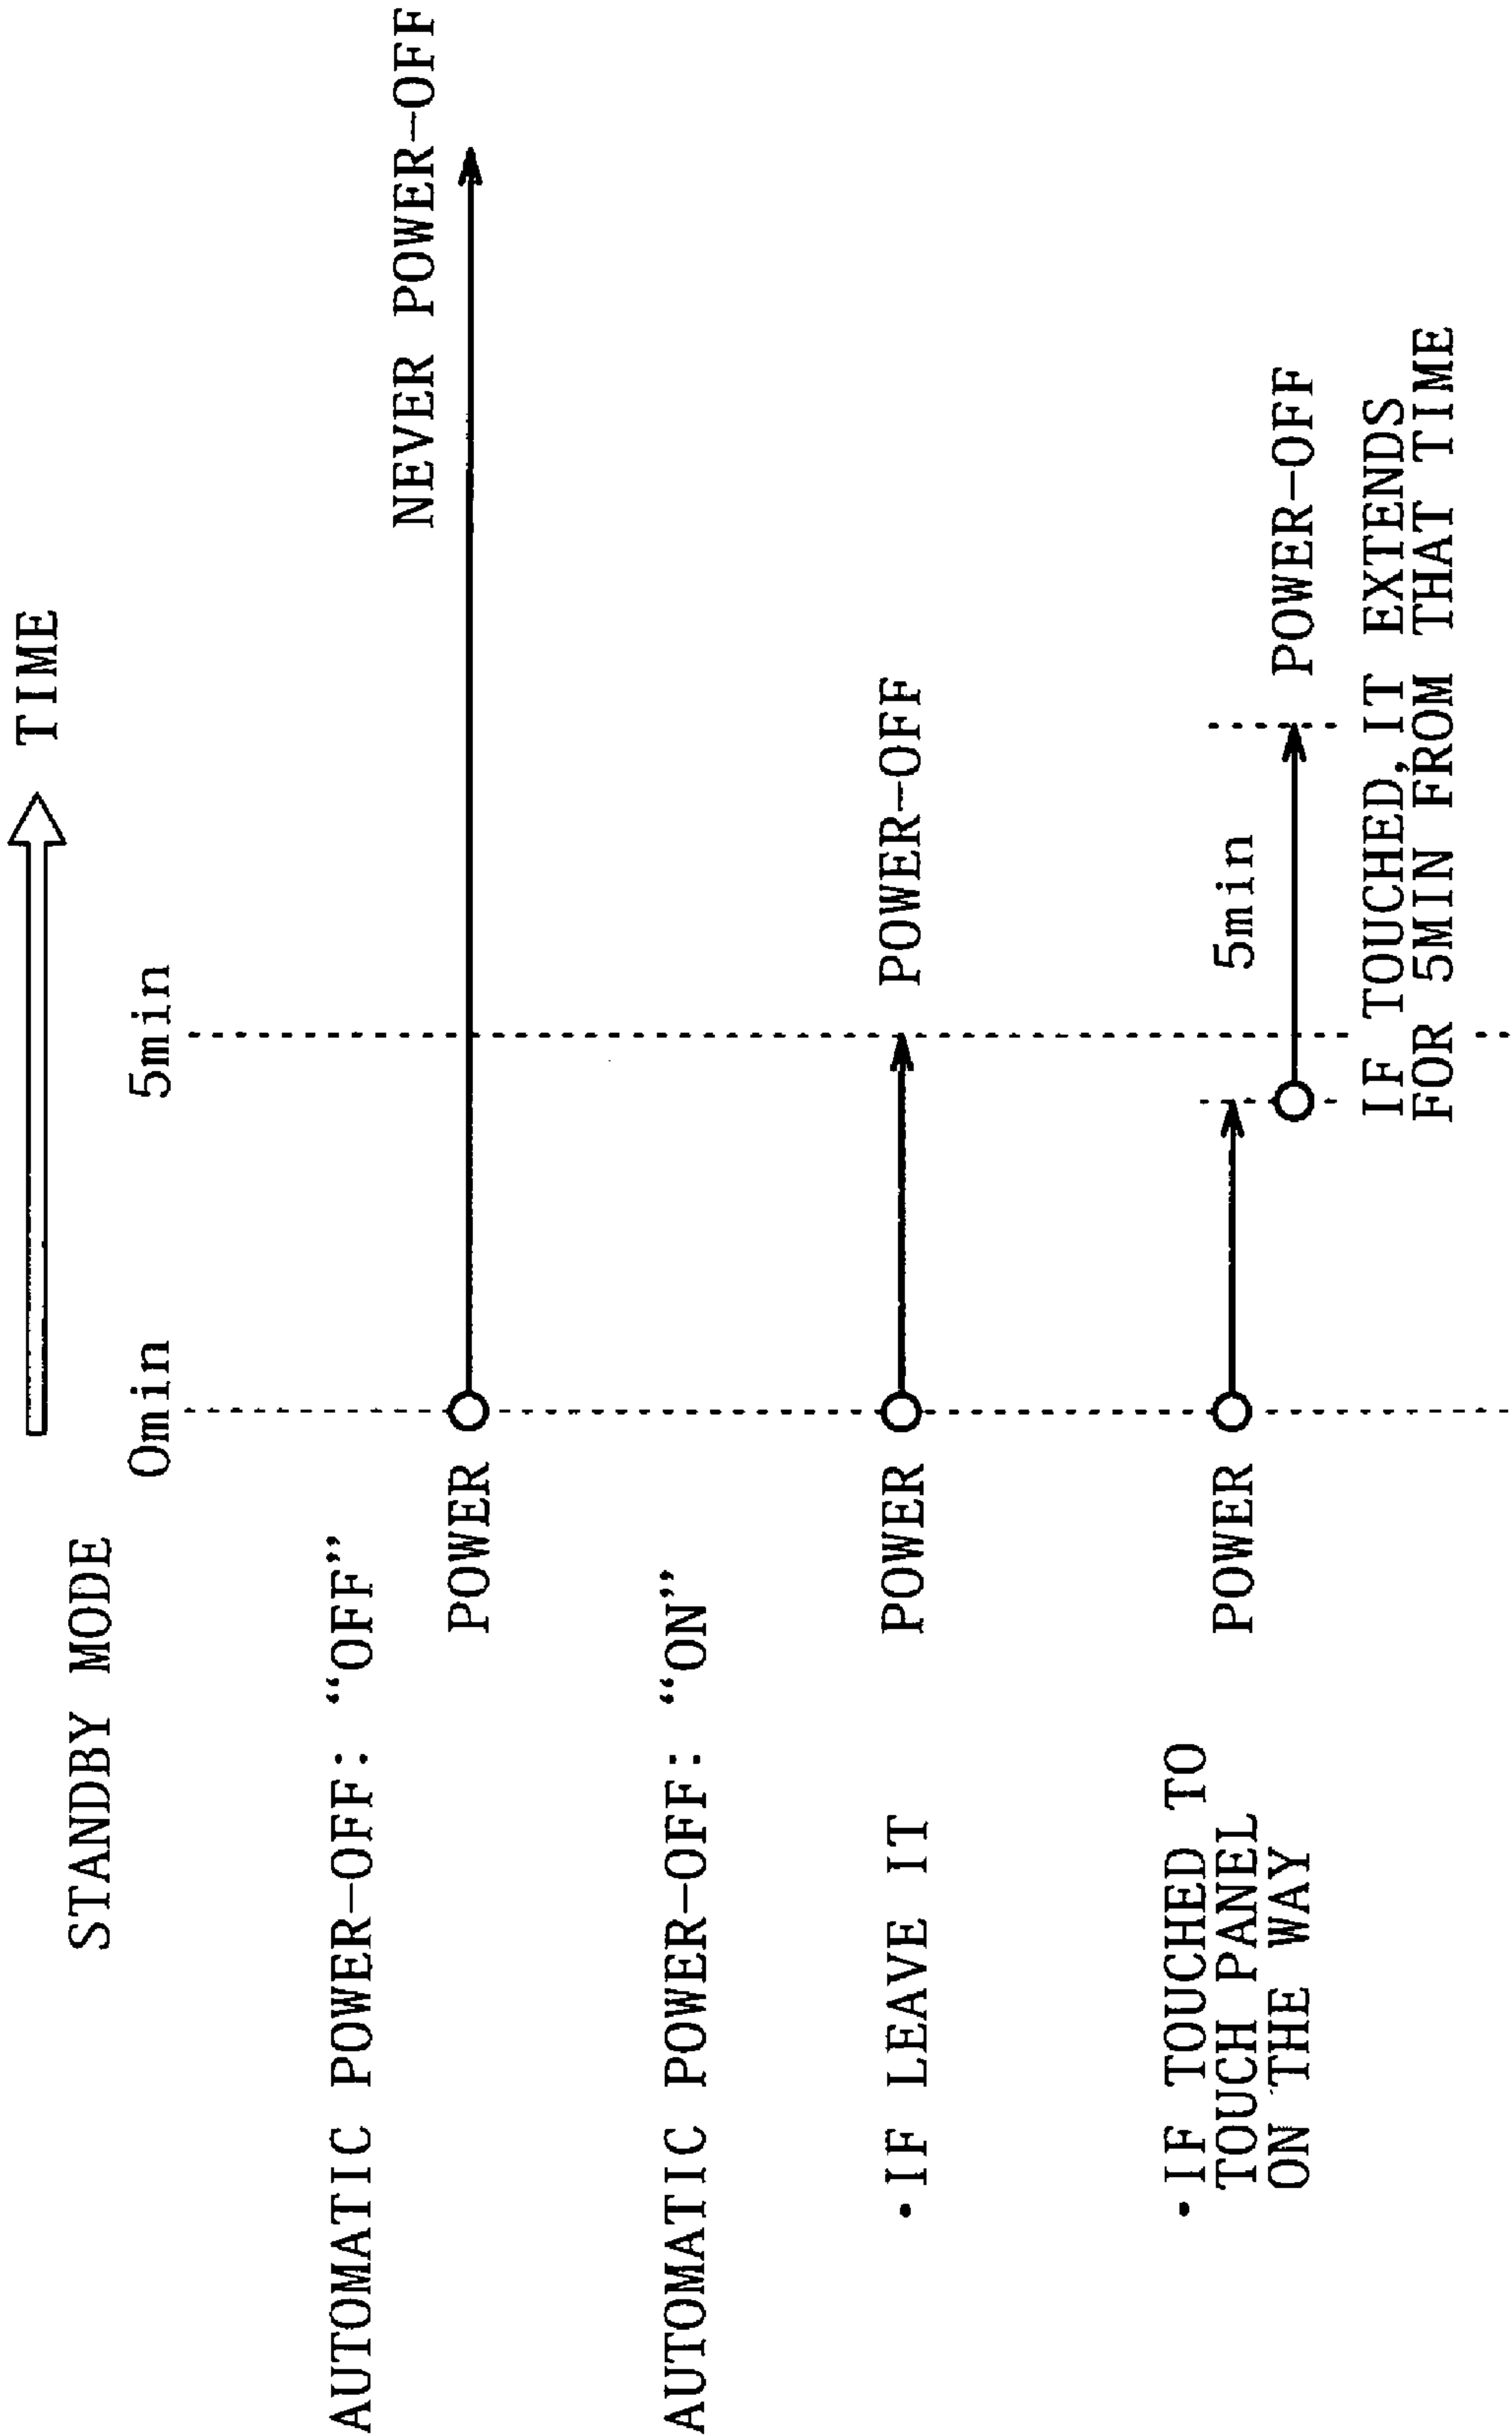 TIME
STANDBY MODE
0min 5min
AUTOMATIC POWER-OFF: “OFF”
NEVER POWER-OFF
POWER
AUTOMATIC POWER-OFF: “ON”
• IF LEAVE IT POWER POWER-OFF
• IF TOUCHED TO
TOUCH PANEL
ON THE WAY
POWER
5min
POWER-OFF
IF TOUCHED, IT EXTENDS
FOR 5MIN FROM THAT TIME